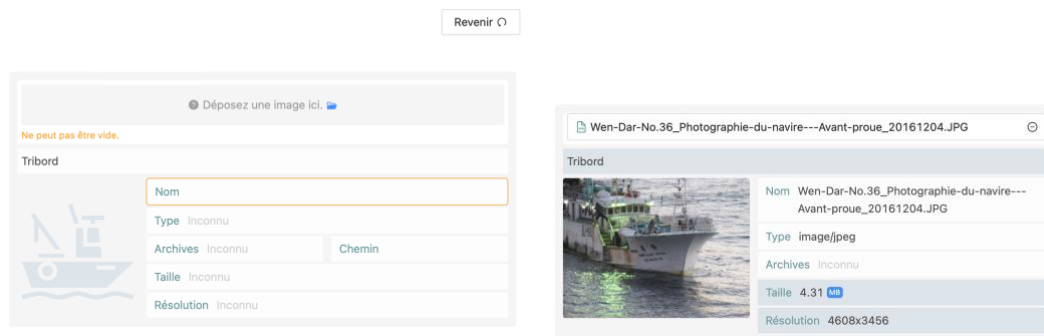 Revenir
Déposez une image ici.
Ne peut pas être vide.
Tribord
Nom
Type Inconnu
Archives Inconnu
Chemin
Taille Inconnu
Résolution Inconnu
Wen-Dar-No.36_Photographie-du-navire---Avant-proue_20161204.JPG
Tribord
Nom Wen-Dar-No.36_Photographie-du-navire---
Avant-proue_20161204.JPG
Type image/jpeg
Archives Inconnu
Taille 4.31 MB
Résolution 4608x3456